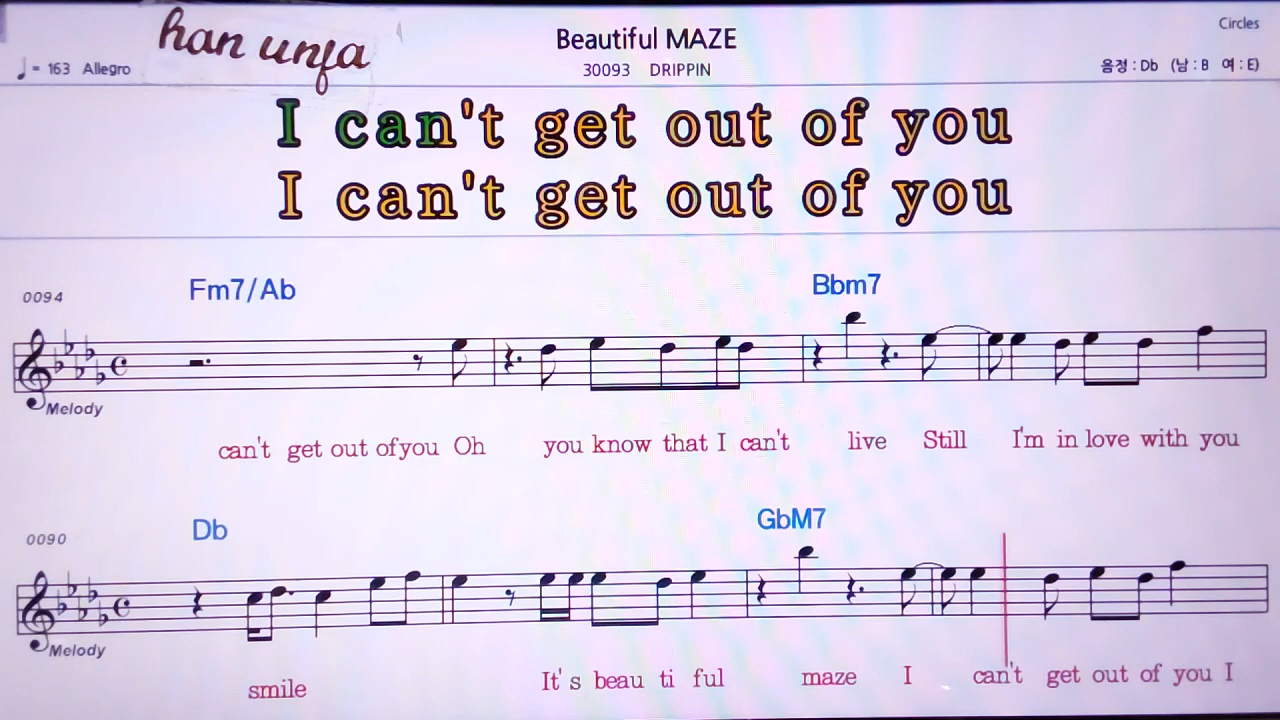 han unfa
Beautiful MAZE
Circles
= 163 Allegro
30093 DRIPPIN
음정 : Db (남 : B 여 : E)
I can't get out of you
I can't get out of you
0094
Fm7/Ab Bbm7
Melody
can't get out ofyou Oh you know that I can't live Still I'm in love with you
0090
Db GbM7
Melody
smile It's beau ti ful maze I can't get out of you I